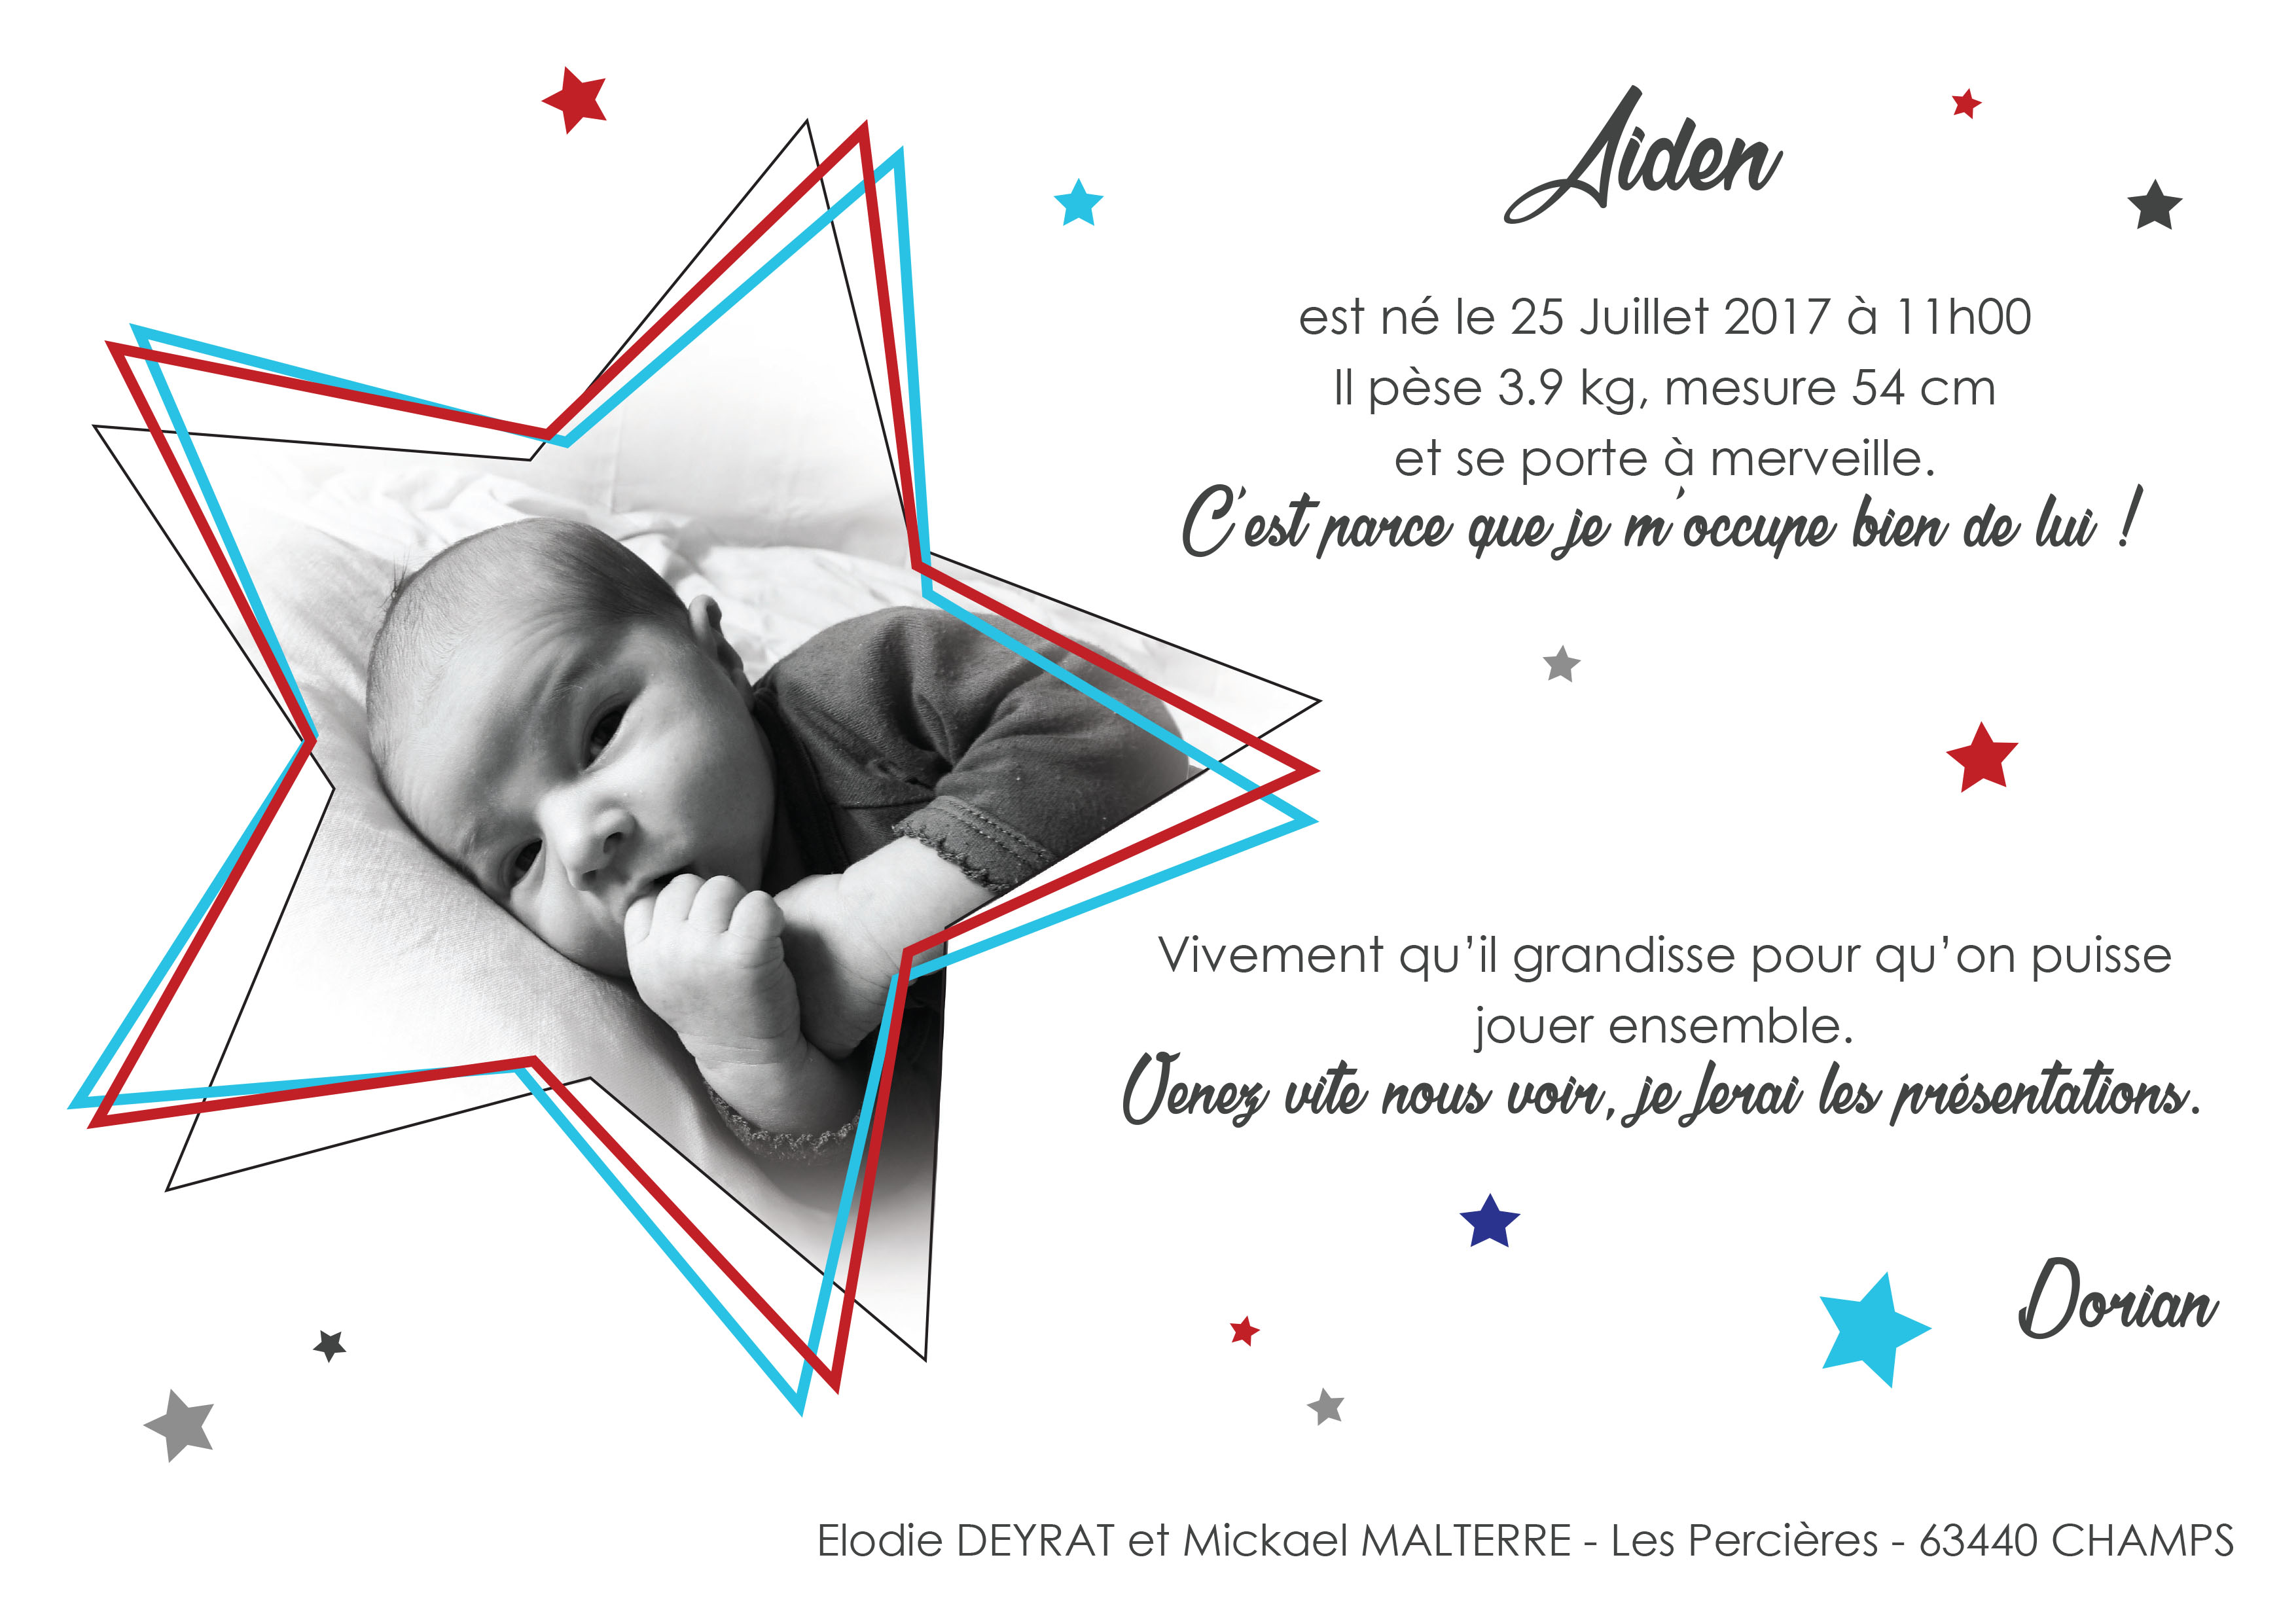 Aiden
est né le 25 Juillet 2017 à 11h00
Il pèse 3.9 kg, mesure 54 cm
et se porte à merveille.
C'est parce que je m'occupe bien de lui !
Vivement qu'il grandisse pour qu'on puisse
jouer ensemble.
Venez vite nous voir, je ferai les présentations.
Dorian
Elodie DEYRAT et Mickael MALTERRE - Les Percières - 63440 CHAMPS